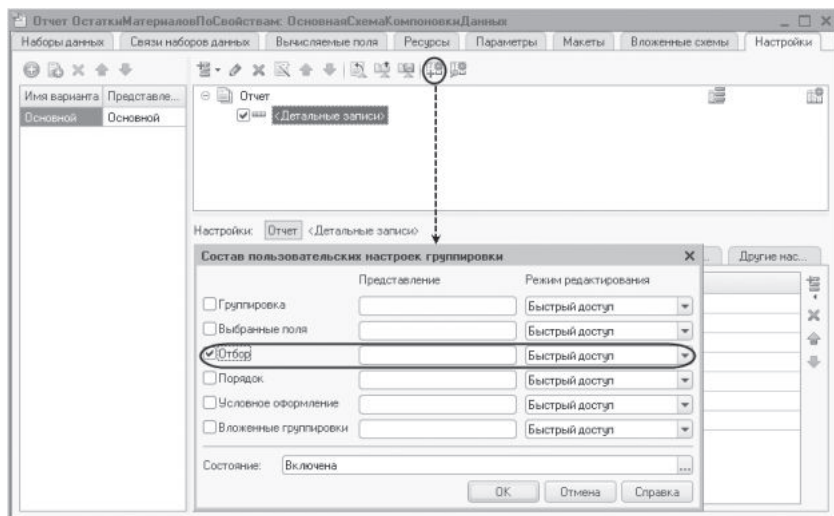 Отчет ОстаткиМатериаловПоСвойствам: ОсновнаяСхемаКомпоновкиДанных
Наборы данных Связи наборов данных Вычисляемые поля Ресурсы Параметры Макеты Вложенные схемы Настройки
Имя варианта Представле...
Основной Основной
Отчет
<Детальные записи>
Настройки: Отчет <Детальные записи>
Другие нас...
Состав пользовательских настроек группировки
Представление Режим редактирования
Группировка Быстрый доступ
Выбранные поля Быстрый доступ
Отбор Быстрый доступ
Порядок Быстрый доступ
Условное оформление Быстрый доступ
Вложенные группировки Быстрый доступ
Состояние: Включена ...
ОК Отмена Справка